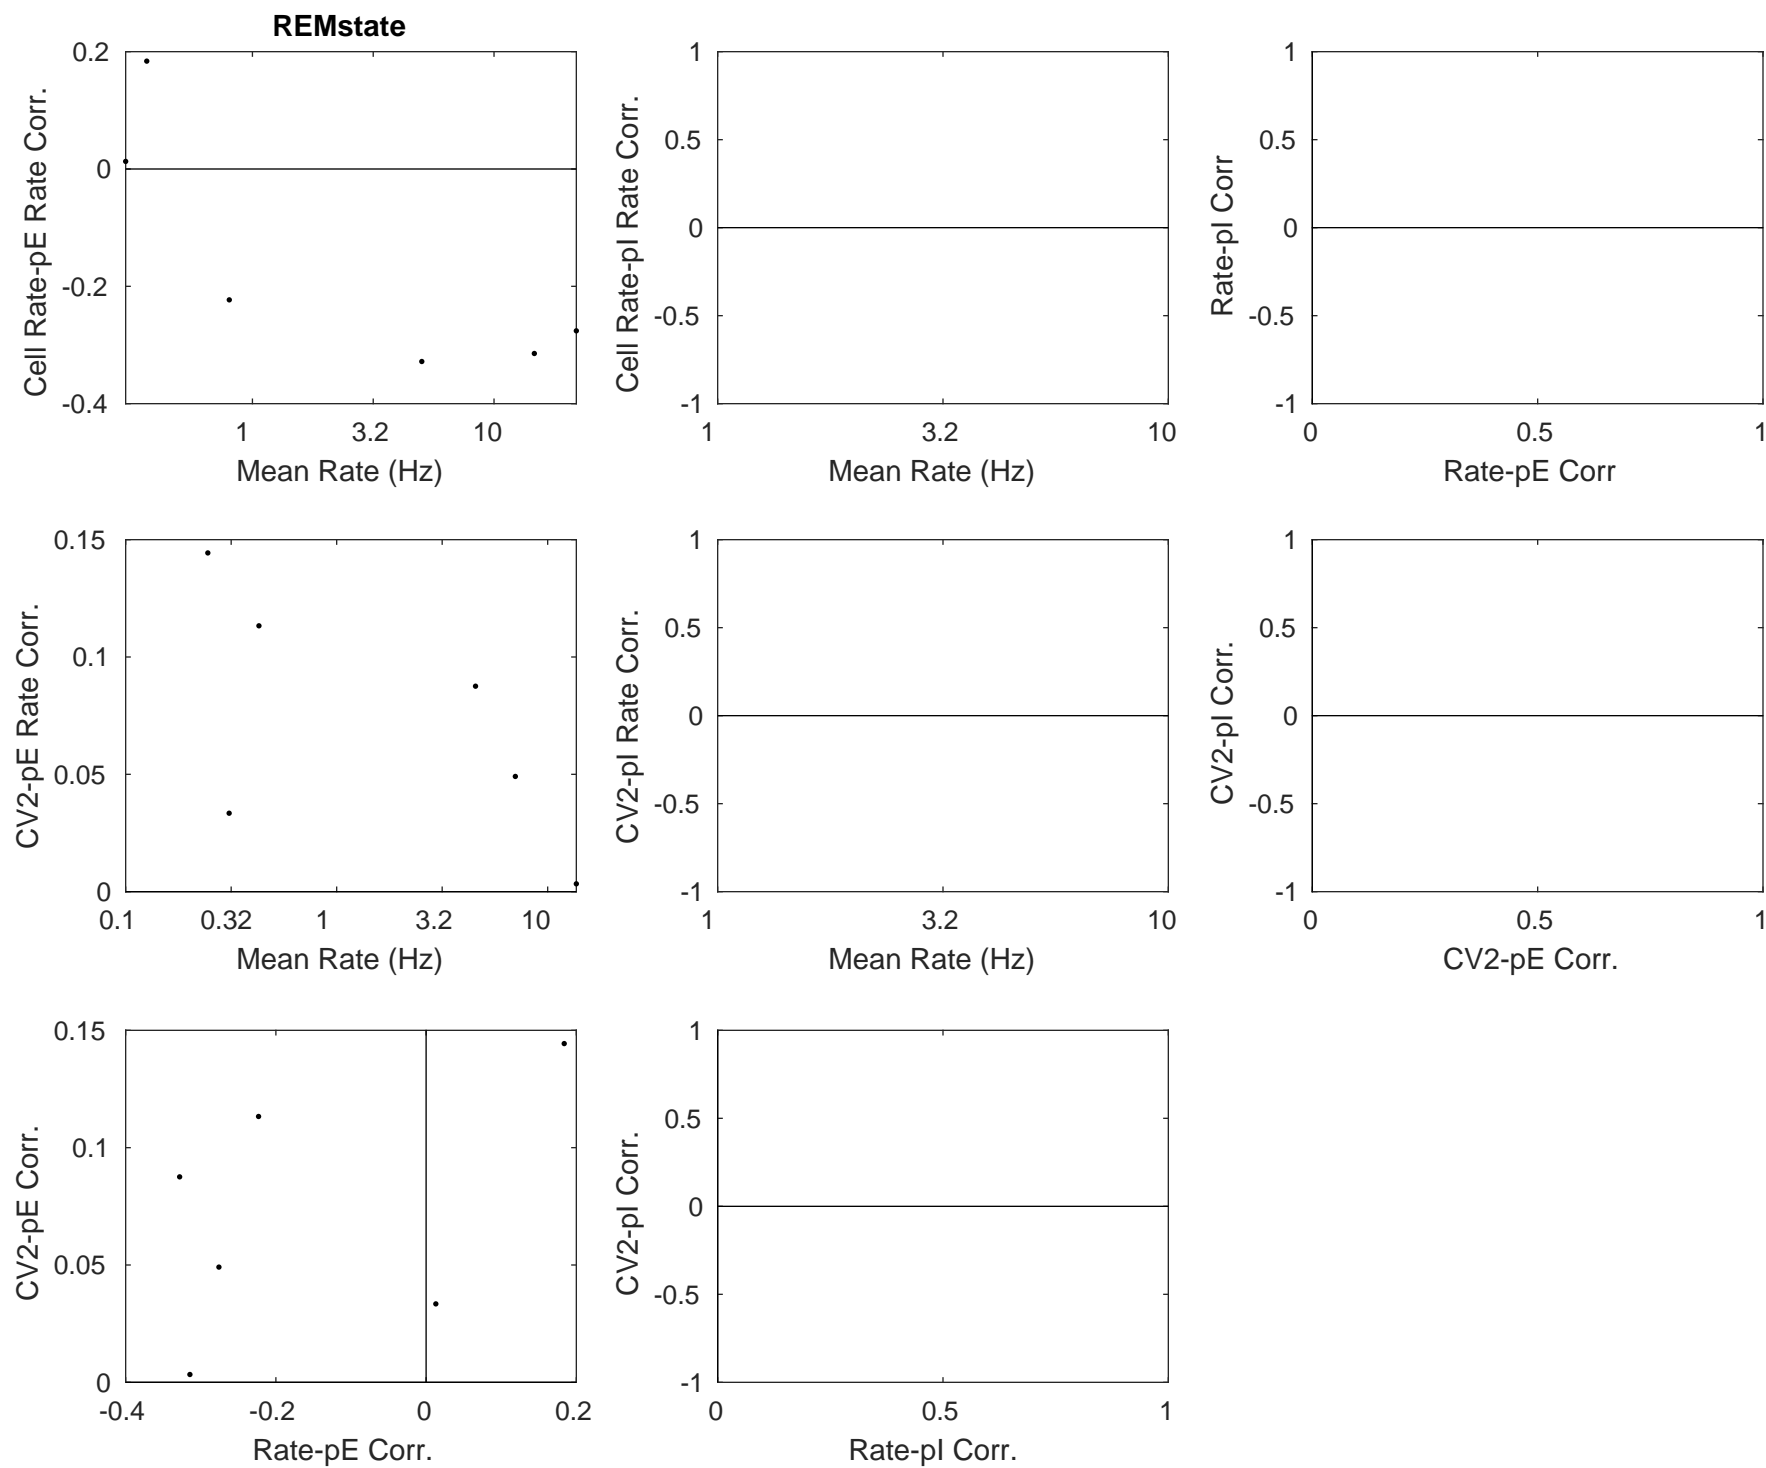 REMstate
0.2
0
-0.2
-0.4
1 3.2 10
Mean Rate (Hz)
Cell Rate-pE Rate Corr.
1
0.5
0
-0.5
-1
1 3.2 10
Mean Rate (Hz)
Cell Rate-pI Rate Corr.
1
0.5
0
-0.5
-1
0 0.5 1
Rate-pE Corr
Rate-pI Corr
0.15
0.1
0.05
0
0.1 0.32 1 3.2 10
Mean Rate (Hz)
CV2-pE Rate Corr.
1
0.5
0
-0.5
-1
1 3.2 10
Mean Rate (Hz)
CV2-pI Rate Corr.
1
0.5
0
-0.5
-1
0 0.5 1
CV2-pE Corr.
CV2-pI Corr.
0.15
0.1
0.05
0
-0.4 -0.2 0 0.2
Rate-pE Corr.
CV2-pE Corr.
1
0.5
0
-0.5
-1
0 0.5 1
Rate-pI Corr.
CV2-pI Corr.